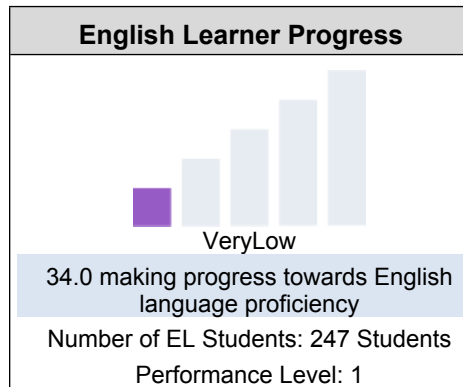 English Learner Progress
VeryLow
34.0 making progress towards English
language proficiency
Number of EL Students: 247 Students
Performance Level: 1